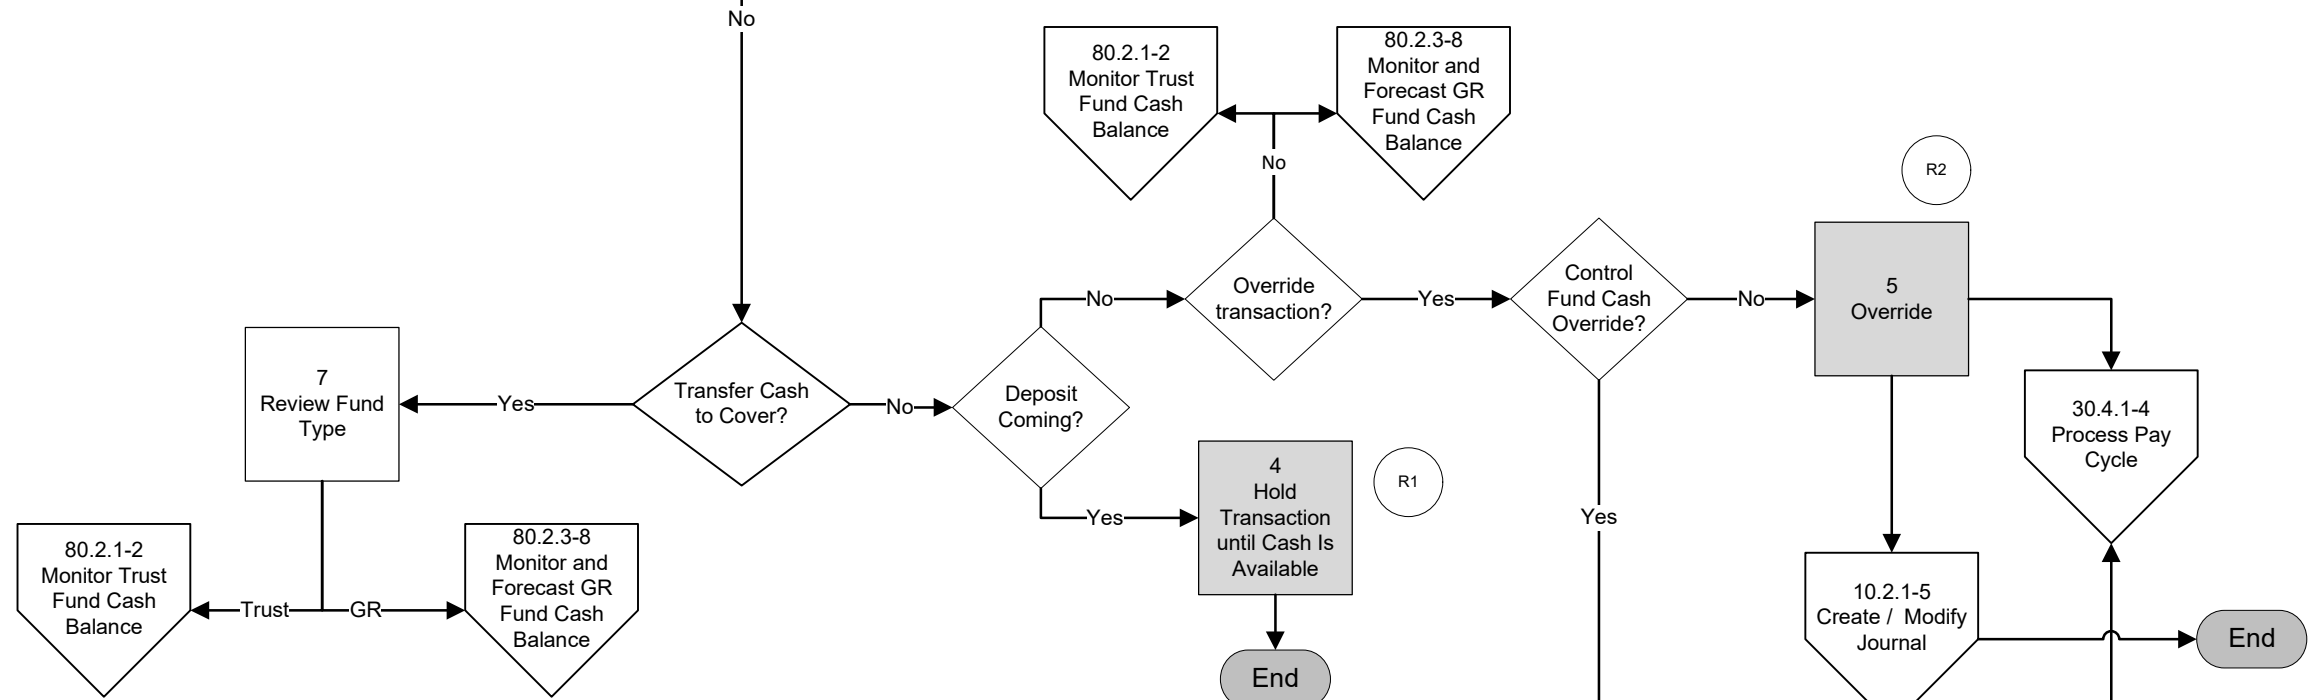 No
80.2.1-2
Monitor Trust
Fund Cash
Balance
80.2.3-8
Monitor and
Forecast GR
Fund Cash
Balance
No
R2
Override
transaction?
Control
Fund Cash
Override?
5
Override
No
Yes
No
7
Review Fund
Type
Yes
Transfer Cash
to Cover?
No
Deposit
Coming?
30.4.1-4
Process Pay
Cycle
4
Hold
Transaction
until Cash Is
Available
R1
Yes
Yes
80.2.1-2
Monitor Trust
Fund Cash
Balance
Trust
GR
80.2.3-8
Monitor and
Forecast GR
Fund Cash
Balance
10.2.1-5
Create / Modify
Journal
End
End